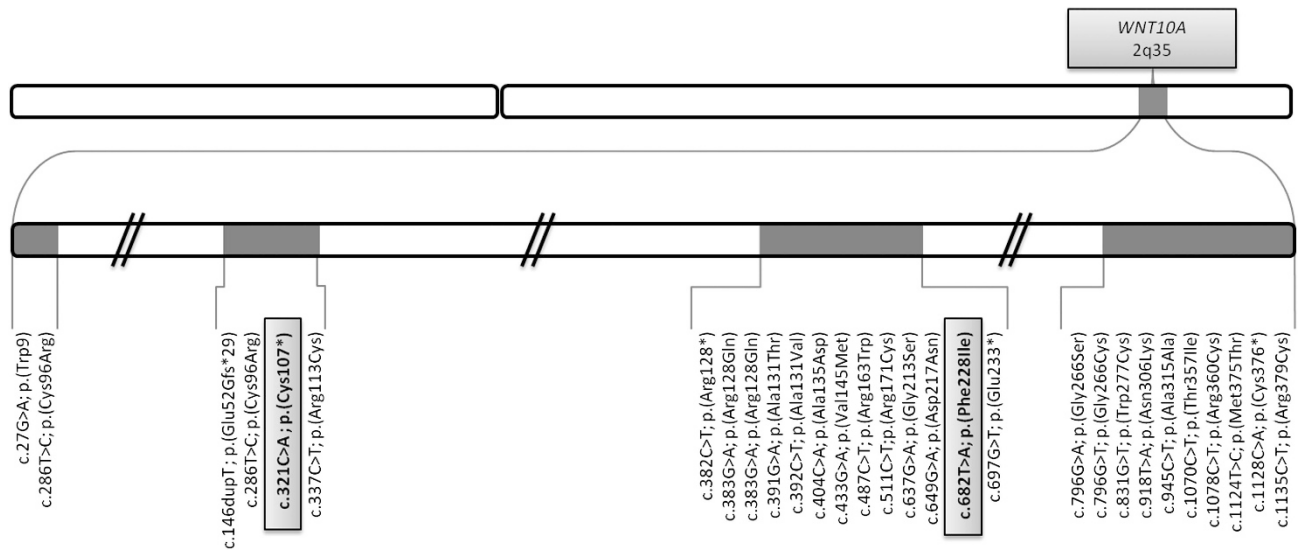 WNT10A
2q35
c.27G>A; p.(Trp9)
c.286T>C; p.(Cys96Arg)
c.146dupT; p.(Glu52Gfs*29)
c.286T>C; p.(Cys96Arg)
c.321C>A ; p.(Cys107*)
c.337C>T; p.(Arg113Cys)
c.382C>T; p.(Arg128*)
c.383G>A; p.(Arg128Gln)
c.383G>A; p.(Arg128Gln)
c.391G>A; p.(Ala131Thr)
c.392C>T; p.(Ala131Val)
c.404C>A; p.(Ala135Asp)
c.433G>A; p.(Val145Met)
c.487C>T; p.(Arg163Trp)
c.511C>T;p.(Arg171Cys)
c.637G>A; p.(Gly213Ser)
c.649G>A; p.(Asp217Asn)
c.682T>A; p.(Phe228Ile)
c.697G>T; p.(Glu233*)
c.796G>A; p.(Gly266Ser)
c.796G>T; p.(Gly266Cys)
c.831G>T; p.(Trp277Cys)
c.918T>A; p.(Asn306Lys)
c.945C>T; p.(Ala315Ala)
c.1070C>T; p.(Thr357Ile)
c.1078C>T; p.(Arg360Cys)
c.1124T>C; p.(Met375Thr)
c.1128C>A; p.(Cys376*)
c.1135C>T; p.(Arg379Cys)